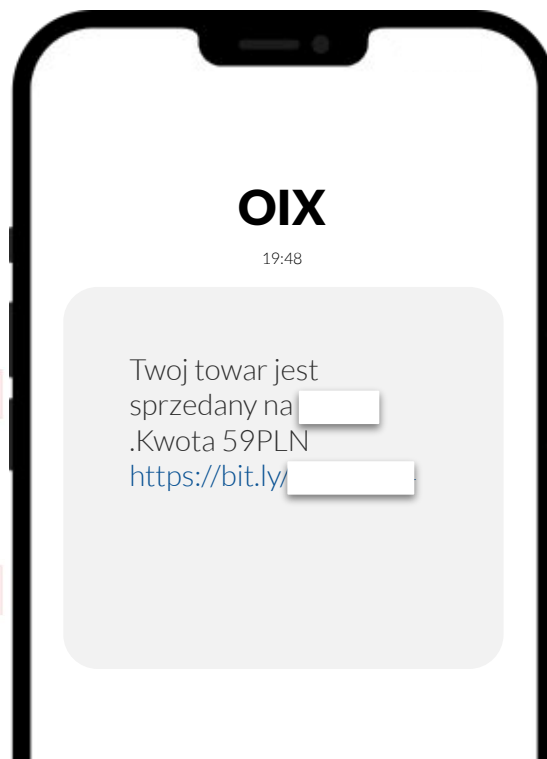 OIX
19:48
Twoj towar jest
sprzedany na
.Kwota 59PLN
https://bit.ly/